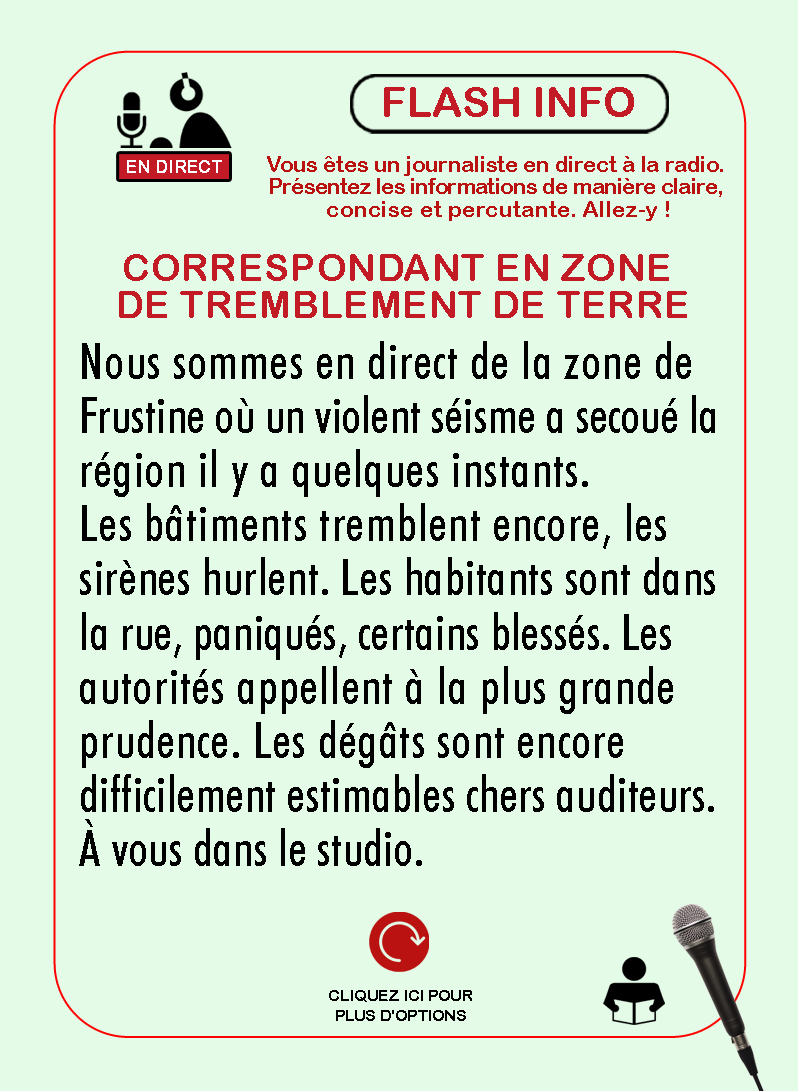 FLASH INFO
EN DIRECT
Vous êtes un journaliste en direct à la radio.
Présentez les informations de manière claire,
concise et percutante. Allez-y !
CORRESPONDANT EN ZONE
DE TREMBLEMENT DE TERRE
Nous sommes en direct de la zone de
Frustine où un violent séisme a secoué la
région il y a quelques instants.
Les bâtiments tremblent encore, les
sirènes hurlent. Les habitants sont dans
la rue, paniqués, certains blessés. Les
autorités appellent à la plus grande
prudence. Les dégâts sont encore
difficilement estimables chers auditeurs.
À vous dans le studio.
CLIQUEZ ICI POUR
PLUS D'OPTIONS